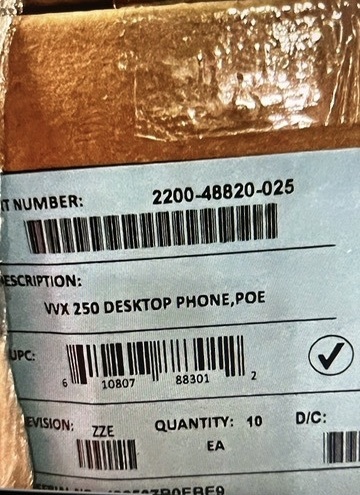 T NUMBER: 2200-48820-025
ESCRIPTION:
VVX 250 DESKTOP PHONE,POE
UPC:
6 10807 88301 2
EVISION: ZZE QUANTITY: 10 D/C:
EA